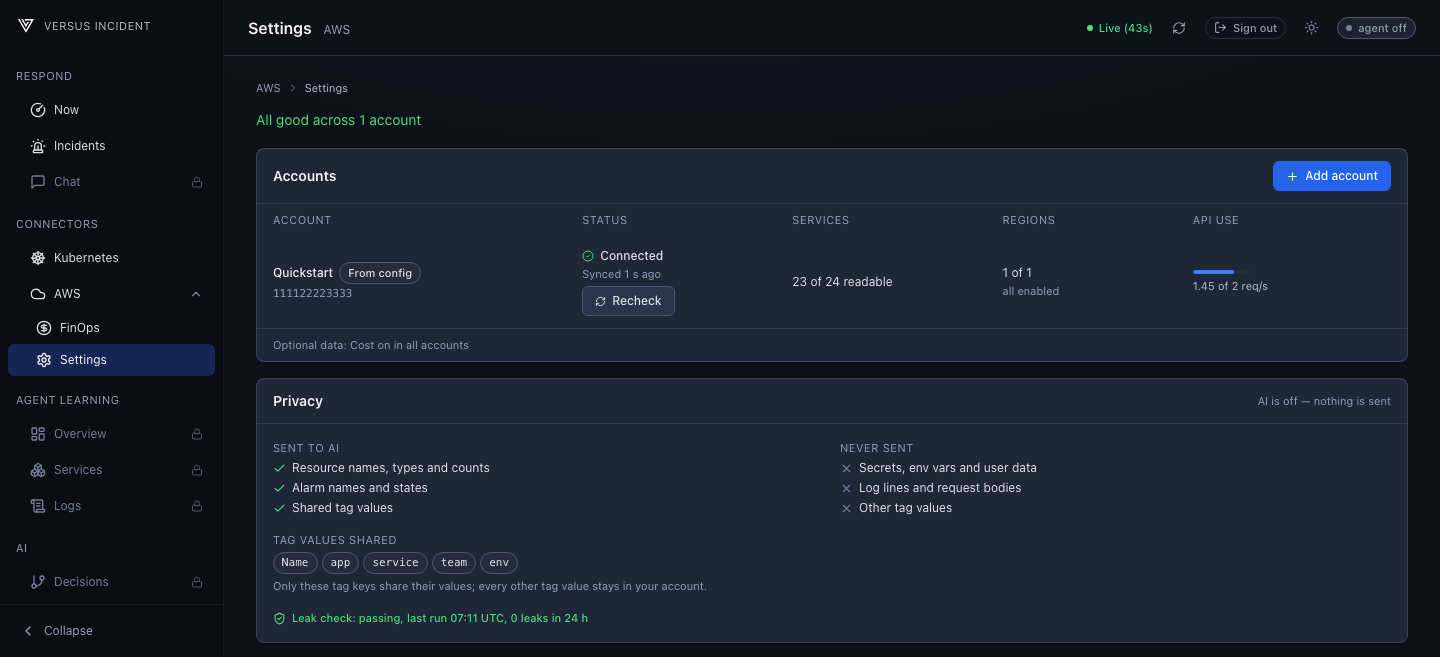 VERSUS INCIDENT
Settings AWS
Live (43s)
Sign out
agent off
RESPOND
Now
Incidents
Chat
CONNECTORS
Kubernetes
AWS
FinOps
Settings
AGENT LEARNING
Overview
Services
Logs
AI
Decisions
Collapse
AWS > Settings
All good across 1 account
Accounts
+ Add account
ACCOUNT STATUS SERVICES REGIONS API USE
Quickstart From config
111122223333
Connected
Synced 1 s ago
Recheck
23 of 24 readable
1 of 1
all enabled
1.45 of 2 req/s
Optional data: Cost on in all accounts
Privacy
AI is off — nothing is sent
SENT TO AI
Resource names, types and counts
Alarm names and states
Shared tag values
NEVER SENT
Secrets, env vars and user data
Log lines and request bodies
Other tag values
TAG VALUES SHARED
Name app service team env
Only these tag keys share their values; every other tag value stays in your account.
Leak check: passing, last run 07:11 UTC, 0 leaks in 24 h